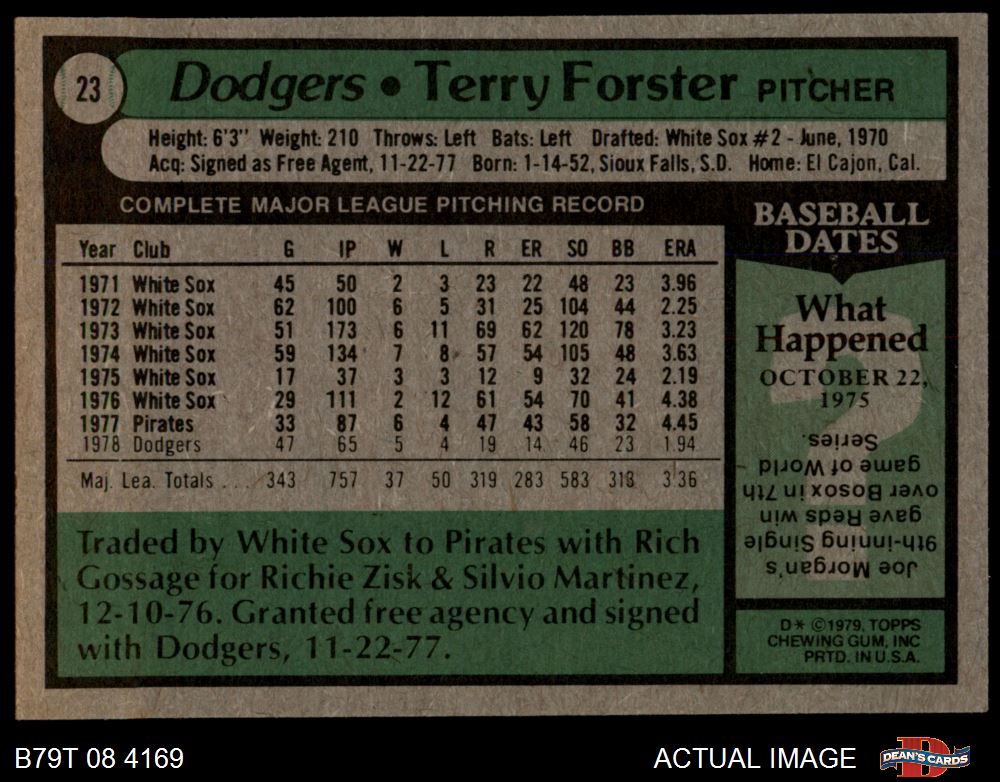 23
Dodgers • Terry Forster PITCHER
Height: 6'3" Weight: 210 Throws: Left Bats: Left Drafted: White Sox #2 - June, 1970
Acq: Signed as Free Agent, 11-22-77 Born: 1-14-52, Sioux Falls, S.D. Home: El Cajon, Cal.
COMPLETE MAJOR LEAGUE PITCHING RECORD
Year Club G IP W L R ER SO BB ERA
1971 White Sox 45 50 2 3 23 22 48 23 3.96
1972 White Sox 62 100 6 5 31 25 104 44 2.25
1973 White Sox 51 173 6 11 69 62 120 78 3.23
1974 White Sox 59 134 7 8 57 54 105 48 3.63
1975 White Sox 17 37 3 3 12 9 32 24 2.19
1976 White Sox 29 111 2 12 61 54 70 41 4.38
1977 Pirates 33 87 6 4 47 43 58 32 4.45
1978 Dodgers 47 65 5 4 19 14 46 23 1.94
Maj. Lea. Totals . . . 343 757 37 50 319 283 583 313 3.36
Traded by White Sox to Pirates with Rich
Gossage for Richie Zisk & Silvio Martinez,
12-10-76. Granted free agency and signed
with Dodgers, 11-22-77.
BASEBALL
DATES
What
Happened
OCTOBER 22,
1975
Joe Morgan's
9th-inning Single
gave Reds win
over Bosox in 7th
game of World
Series.
D* ©1979, TOPPS
CHEWING GUM, INC
PRTD. IN U.S.A.
B79T 08 4169
ACTUAL IMAGE
D
DEAN'S CARDS